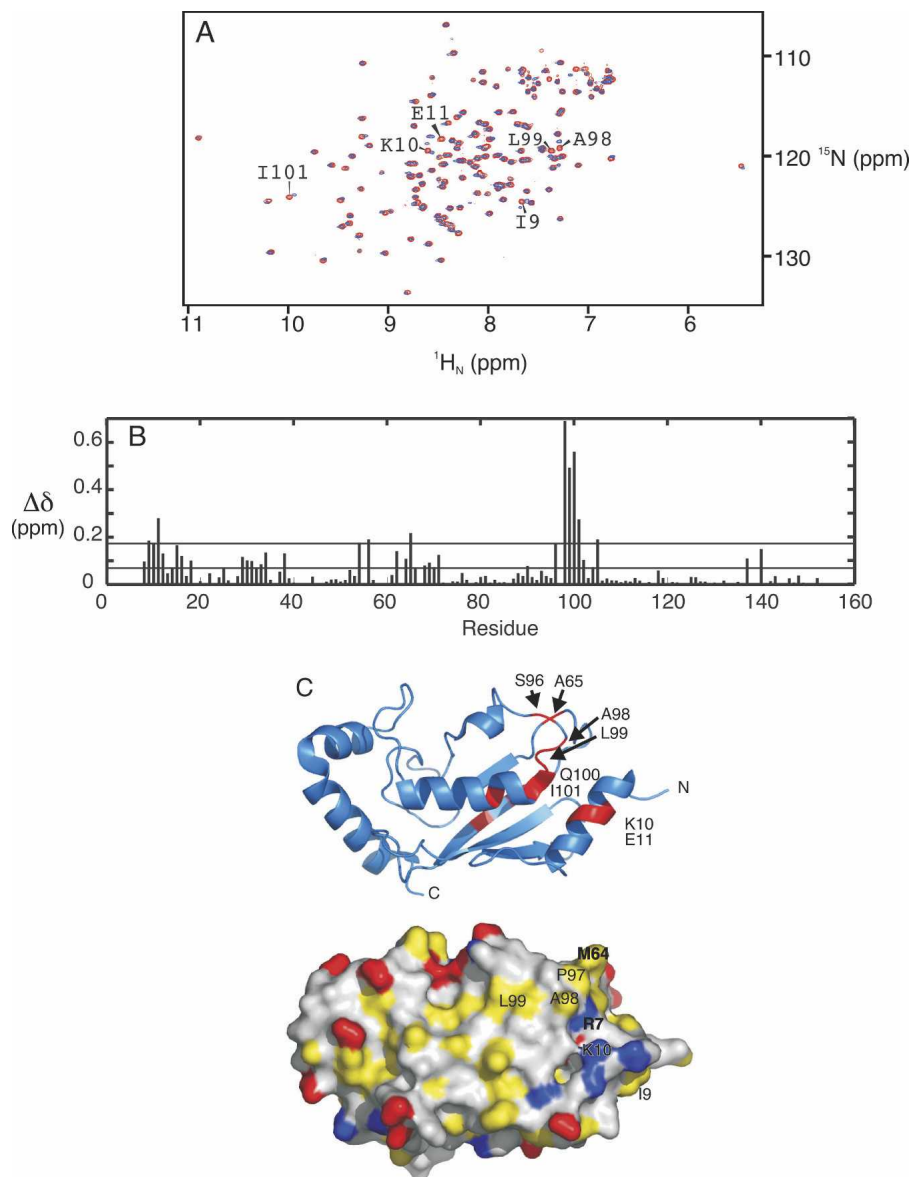 A
110
E11
K10
L99
A98
120
¹⁵N (ppm)
I101
I9
130
11
10
9
8
7
6
¹H_N (ppm)
B
0.6
0.4
Δδ
(ppm)
0.2
0
0
20
40
60
80
100
120
140
160
Residue
C
S96
A65
A98
L99
Q100
I101
N
K10
E11
C
M64
P97
L99
A98
R7
K10
I9